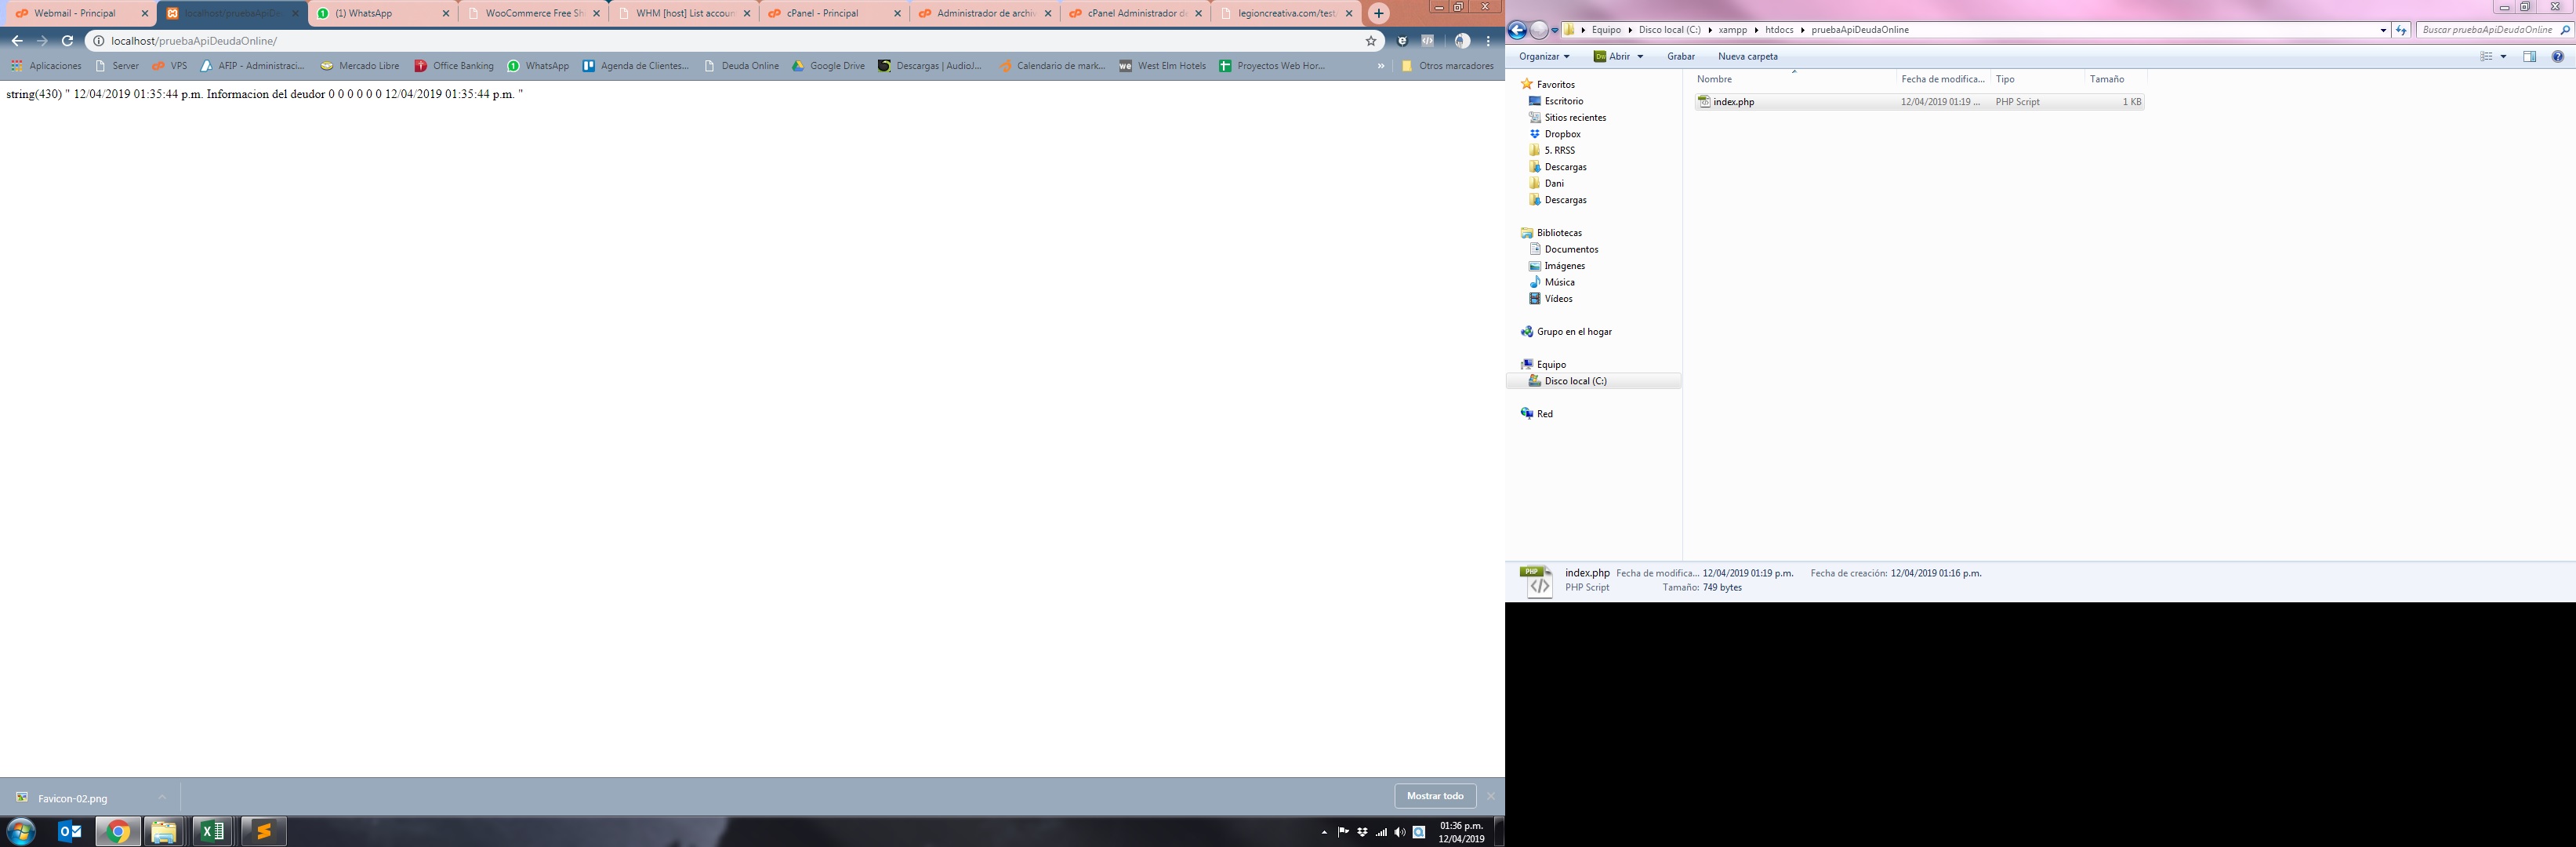 Webmail - Principal
localhost/pruebaApiDe
(1) WhatsApp
WooCommerce Free Sh
WHM [host] List accoun
cPanel - Principal
Administrador de archi
cPanel Administrador de
legioncreativa.com/test
localhost/pruebaApiDeudaOnline/
Aplicaciones
Server
VPS
AFIP - Administraci...
Mercado Libre
Office Banking
WhatsApp
Agenda de Clientes...
Deuda Online
Google Drive
Descargas | AudioJ...
Calendario de mark...
West Elm Hotels
Proyectos Web Hor...
»
Otros marcadores
string(430) " 12/04/2019 01:35:44 p.m. Informacion del deudor 0 0 0 0 0 0 12/04/2019 01:35:44 p.m. "
Favicon-02.png
Mostrar todo
01:36 p.m.
12/04/2019
Equipo
Disco local (C:)
xampp
htdocs
pruebaApiDeudaOnline
Buscar pruebaApiDeudaOnline
Organizar
Abrir
Grabar
Nueva carpeta
Favoritos
Escritorio
Sitios recientes
Dropbox
5. RRSS
Descargas
Dani
Descargas
Bibliotecas
Documentos
Imágenes
Música
Vídeos
Grupo en el hogar
Equipo
Disco local (C:)
Red
Nombre
Fecha de modifica...
Tipo
Tamaño
index.php
12/04/2019 01:19 ...
PHP Script
1 KB
PHP
index.php Fecha de modifica... 12/04/2019 01:19 p.m. Fecha de creación: 12/04/2019 01:16 p.m.
PHP Script Tamaño: 749 bytes